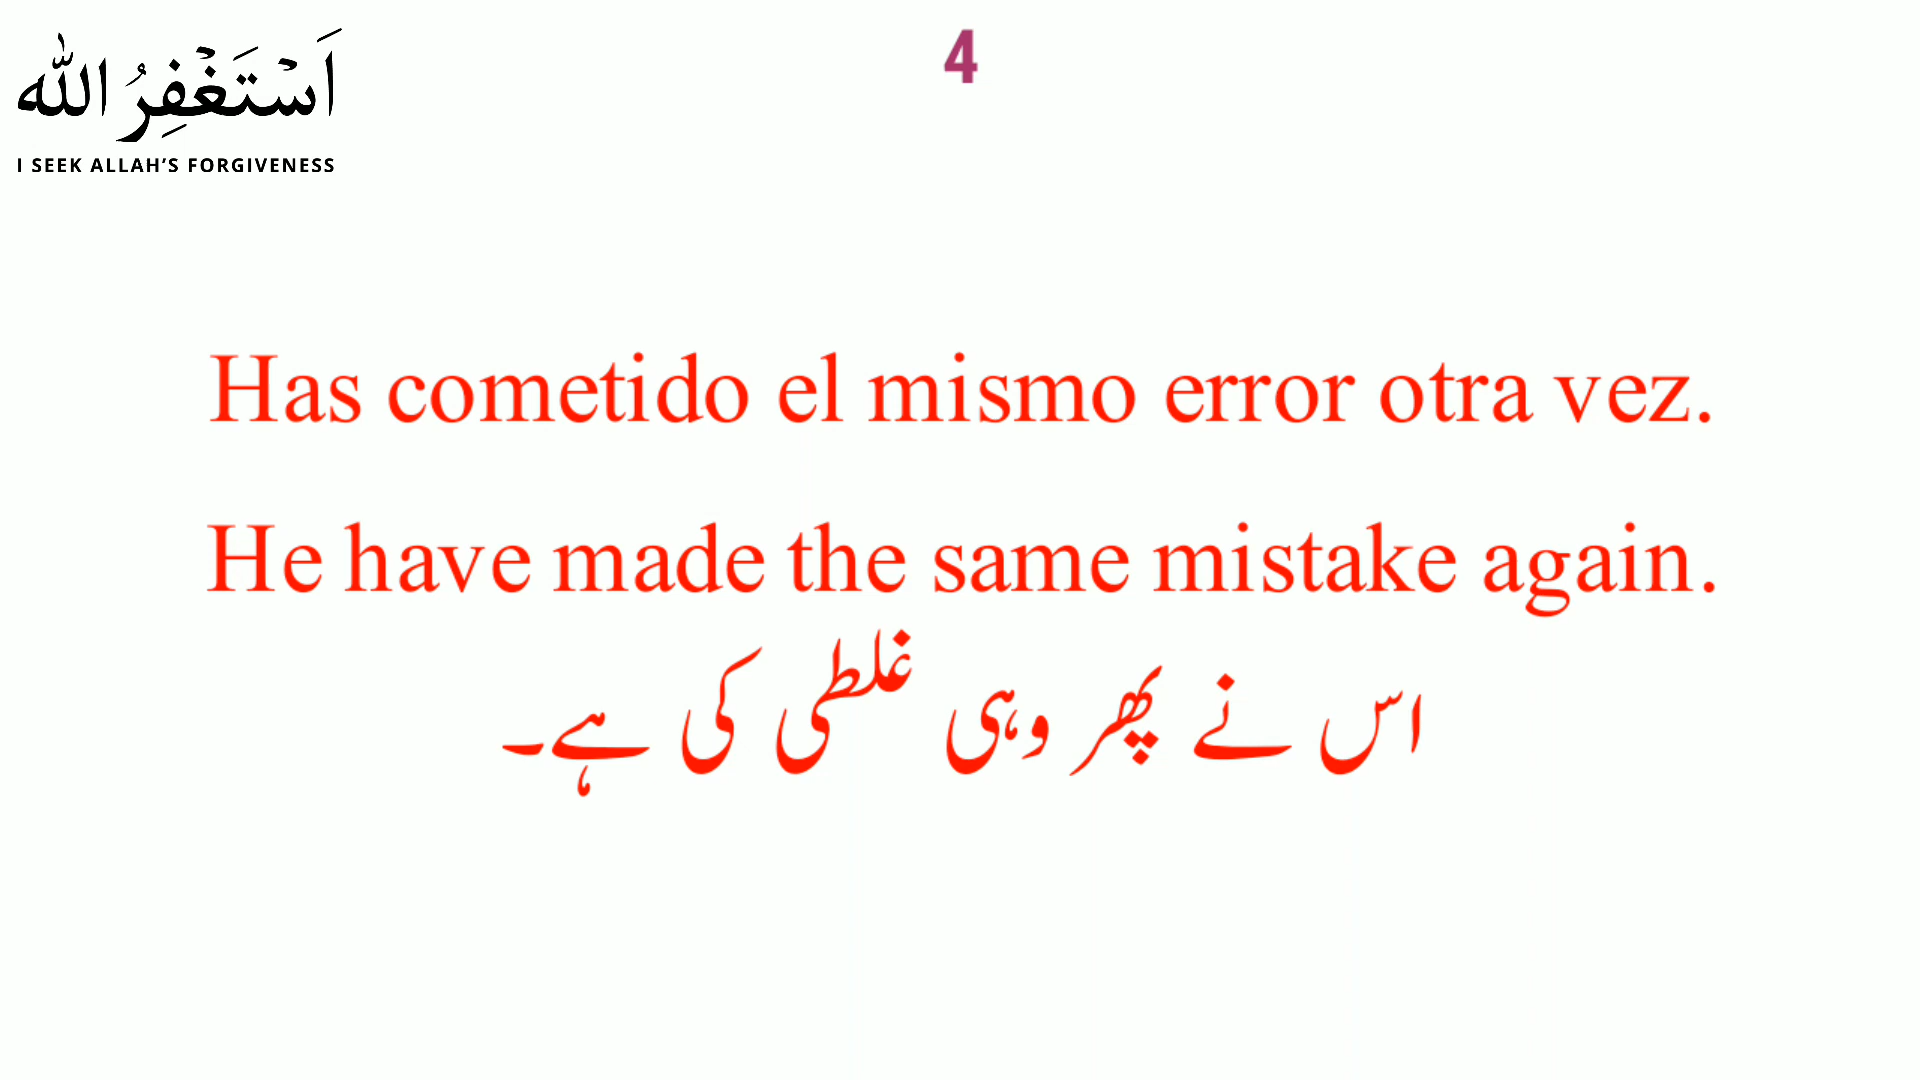 4
اَسْتَغْفِرُ اللّٰه
I SEEK ALLAH’S FORGIVENESS
Has cometido el mismo error otra vez.
He have made the same mistake again.
اس نے پھر وہی غلطی کی ہے۔